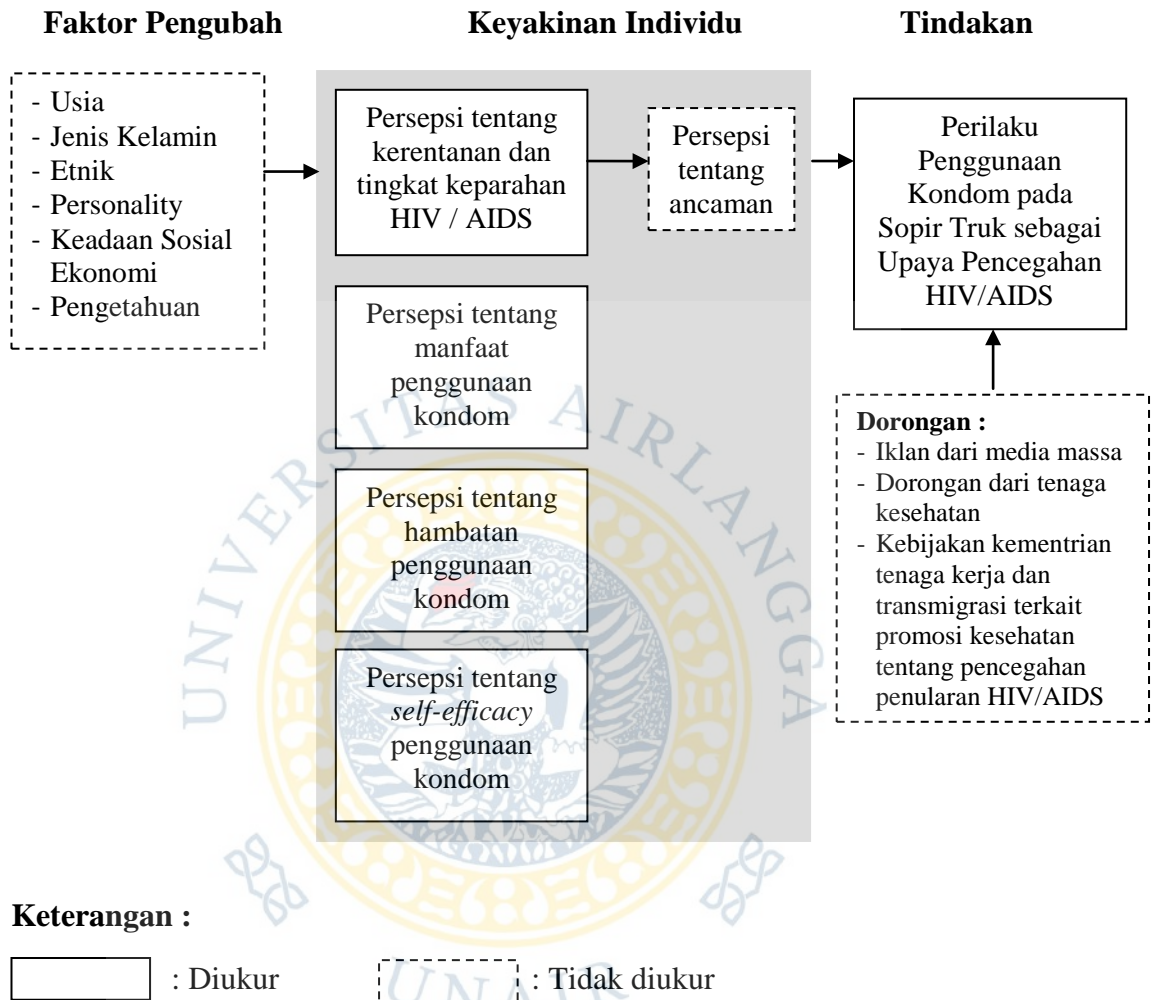 Faktor Pengubah
Keyakinan Individu
Tindakan
- Usia
- Jenis Kelamin
- Etnik
- Personality
- Keadaan Sosial
Ekonomi
- Pengetahuan
Persepsi tentang
kerentanan dan
tingkat keparahan
HIV / AIDS
Persepsi
tentang
ancaman
Perilaku
Penggunaan
Kondom pada
Sopir Truk sebagai
Upaya Pencegahan
HIV/AIDS
Persepsi tentang
manfaat
penggunaan
kondom
Persepsi tentang
hambatan
penggunaan
kondom
Persepsi tentang
self-efficacy
penggunaan
kondom
Dorongan :
- Iklan dari media massa
- Dorongan dari tenaga
kesehatan
- Kebijakan kementrian
tenaga kerja dan
transmigrasi terkait
promosi kesehatan
tentang pencegahan
penularan HIV/AIDS
UNIVERSITAS AIRLANGGA
Keterangan :
: Diukur
: Tidak diukur
UNAIR